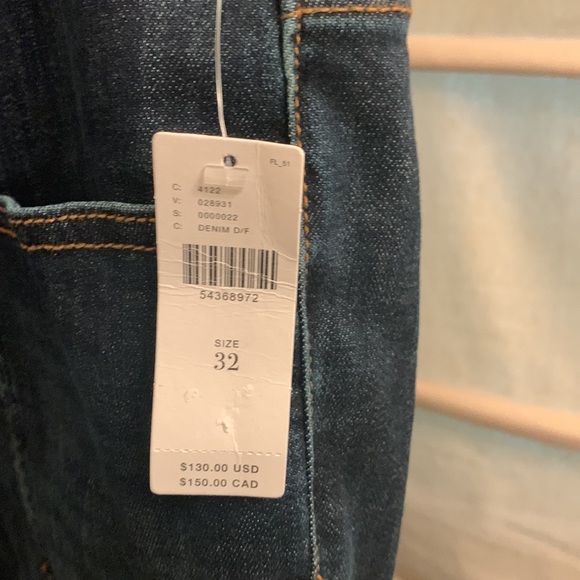 FL_51
C: 4122
V: 028931
S: 0000022
C: DENIM D/F
54368972
SIZE
32
$130.00 USD
$150.00 CAD